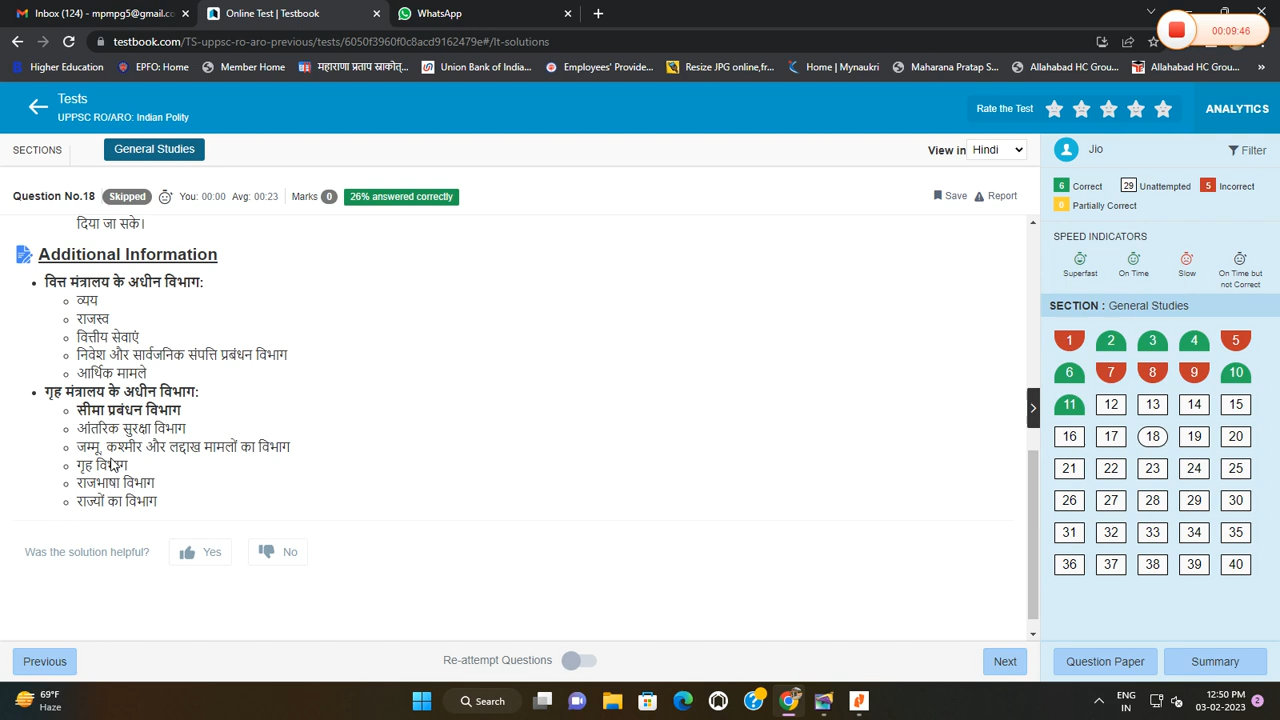 Inbox (124) - mpmpg5@gmail.co
Online Test | Testbook
WhatsApp
00:09:46
testbook.com/TS-uppsc-ro-aro-previous/tests/6050f3960f0c8acd9162479e#/lt-solutions
Higher Education
EPFO: Home
Member Home
Union Bank of India...
Employees' Provide...
Resize JPG online,fr...
Home | Mynaukri
Maharana Pratap S...
Allahabad HC Grou...
Allahabad HC Grou...
Tests
UPPSC RO/ARO: Indian Polity
Rate the Test
ANALYTICS
SECTIONS
General Studies
View in Hindi
Jio
Filter
Question No.18 Skipped You: 00:00 Avg: 00:23 Marks 0 26% answered correctly
Save Report
6 Correct 29 Unattempted 5 Incorrect
0 Partially Correct
दिया जा सके।
Additional Information
वित्त मंत्रालय के अधीन विभाग:
व्यय
राजस्व
वित्तीय सेवाएं
निवेश और सार्वजनिक संपत्ति प्रबंधन विभाग
आर्थिक मामले
गृह मंत्रालय के अधीन विभाग:
सीमा प्रबंधन विभाग
आंतरिक सुरक्षा विभाग
जम्मू, कश्मीर और लद्दाख मामलों का विभाग
गृह विभाग
राजभाषा विभाग
राज्यों का विभाग
Was the solution helpful? Yes No
SPEED INDICATORS
Superfast On Time Slow On Time but not Correct
SECTION : General Studies
1 2 3 4 5
6 7 8 9 10
11 12 13 14 15
16 17 18 19 20
21 22 23 24 25
26 27 28 29 30
31 32 33 34 35
36 37 38 39 40
Previous
Re-attempt Questions
Next
Question Paper
Summary
69°F
Haze
Search
ENG
IN
12:50 PM
03-02-2023
2